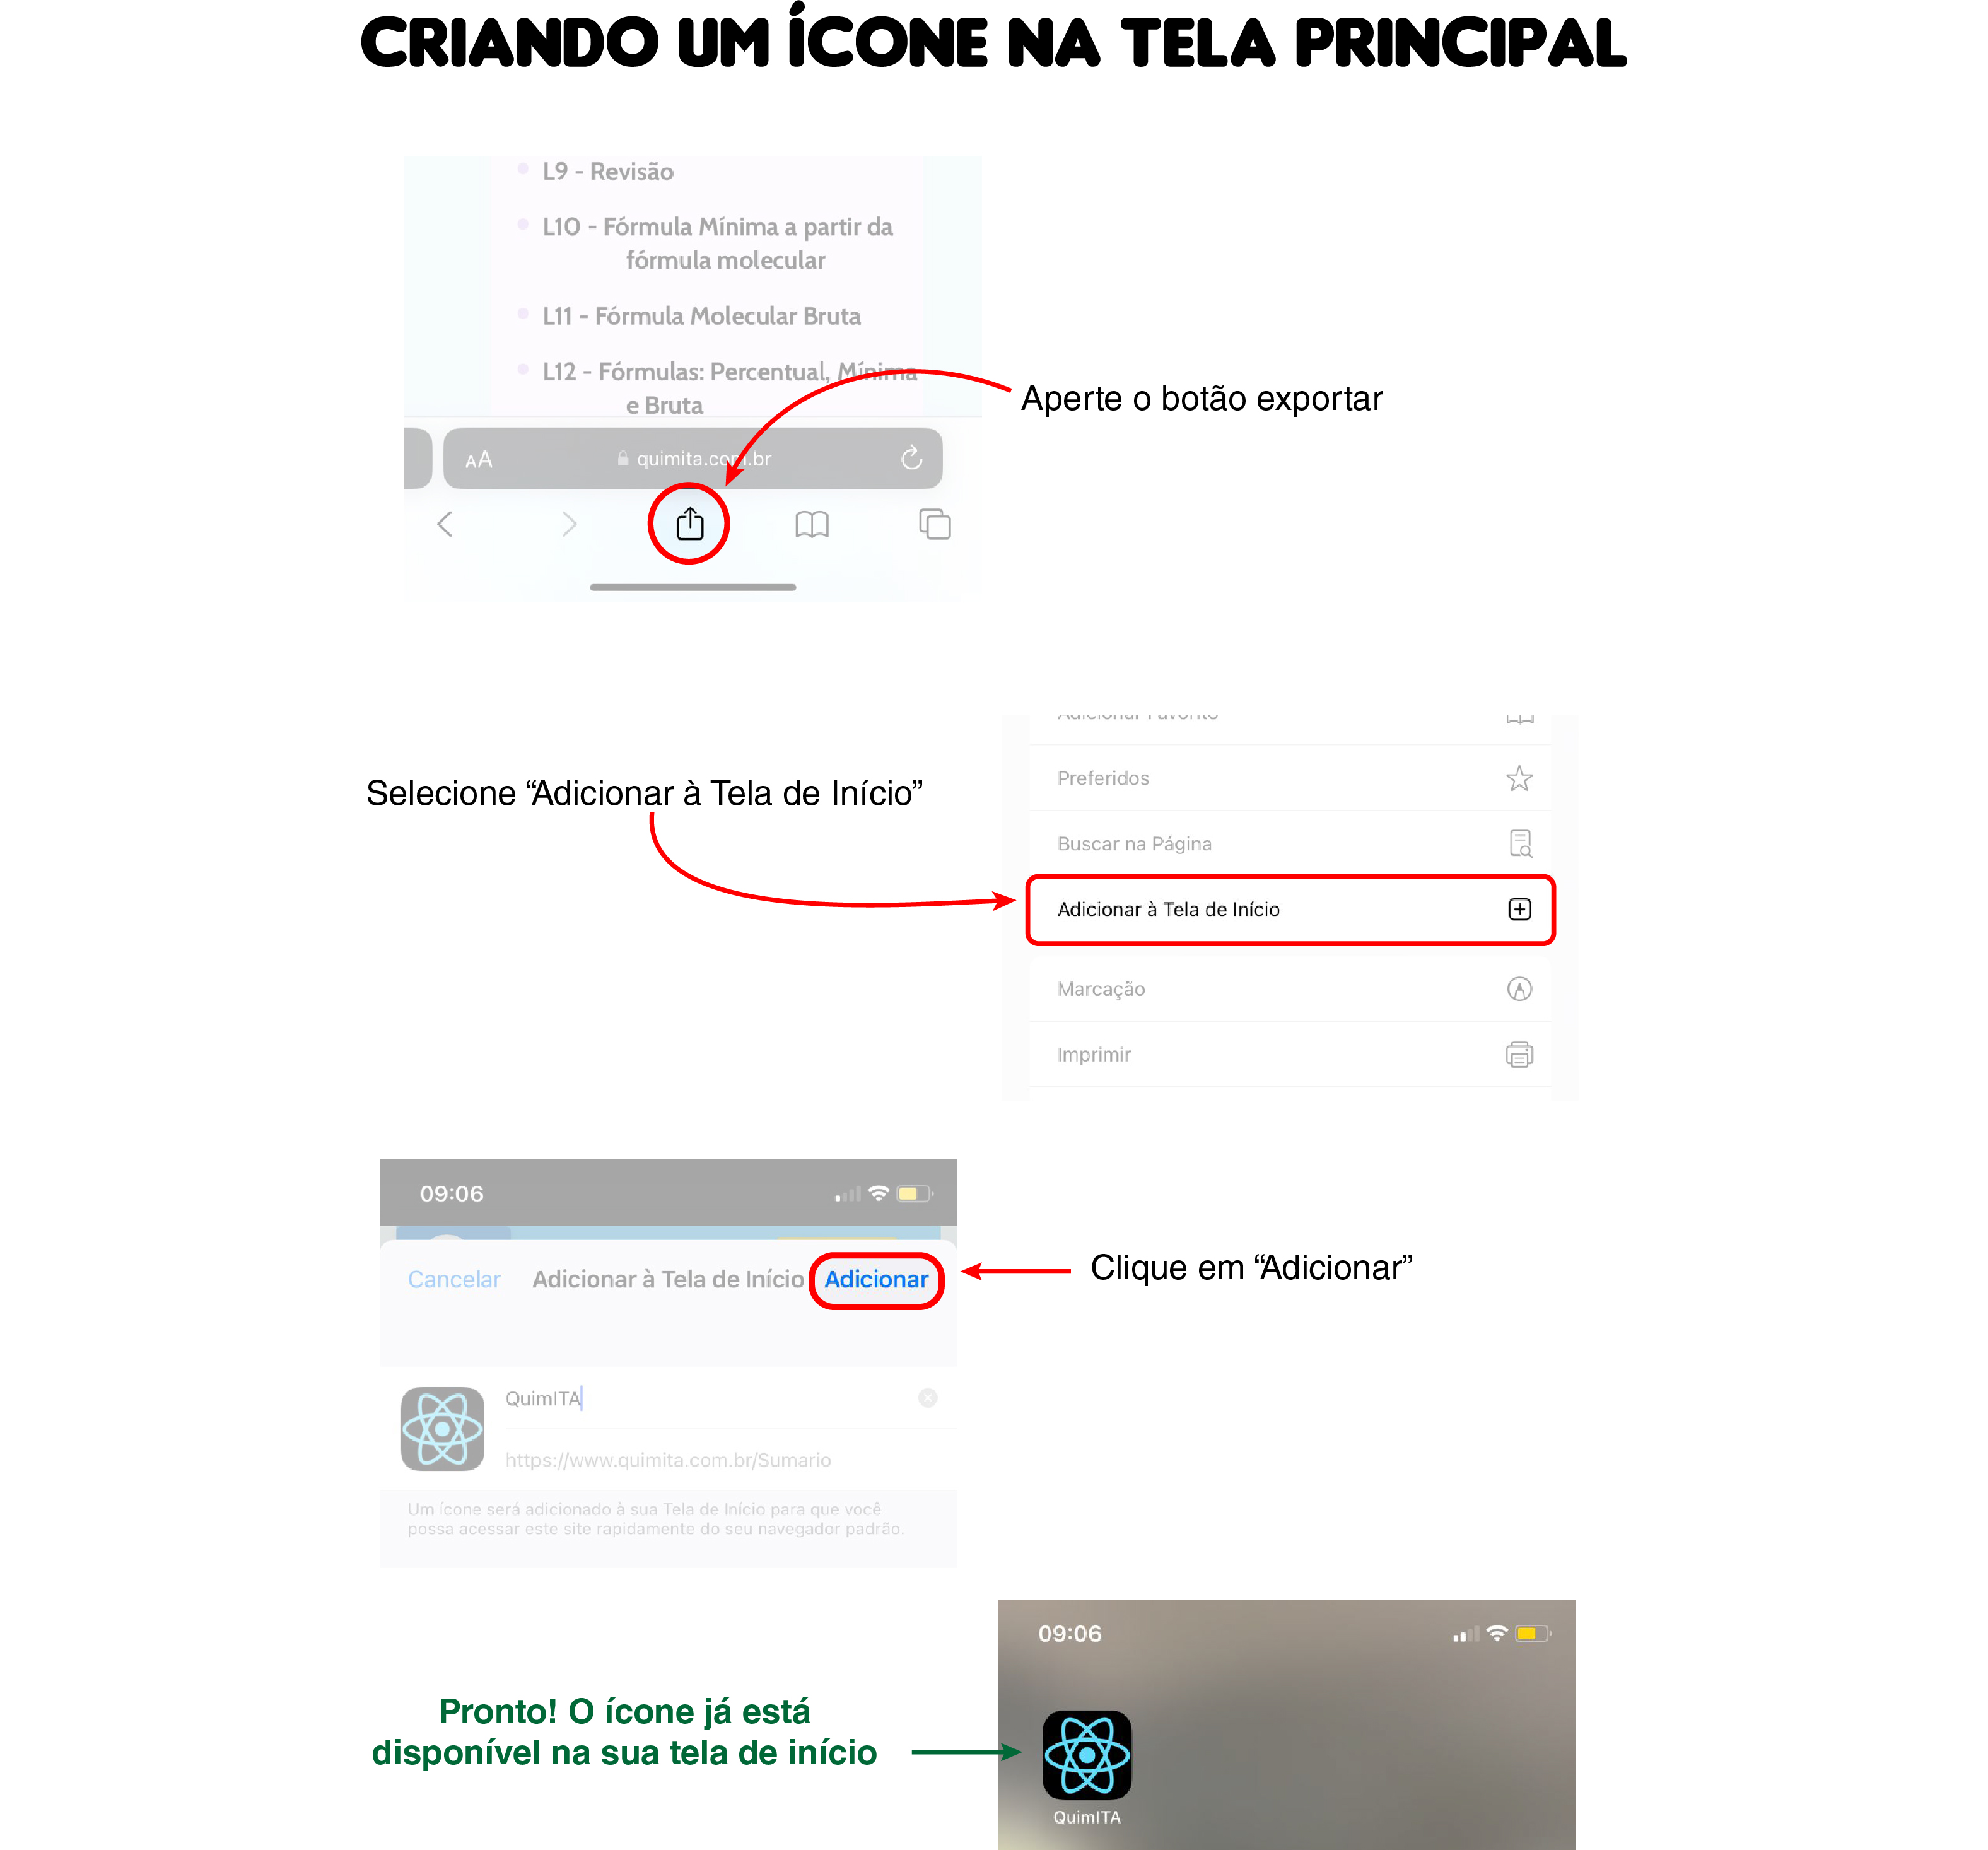 CRIANDO UM ÍCONE NA TELA PRINCIPAL
L9 - Revisão
L10 - Fórmula Mínima a partir da
fórmula molecular
L11 - Fórmula Molecular Bruta
L12 - Fórmulas: Percentual, Mínima
e Bruta
Aperte o botão exportar
AA quimita.com.br
Selecione “Adicionar à Tela de Início”
Adicionar Favorito
Preferidos
Buscar na Página
Adicionar à Tela de Início
Marcação
Imprimir
09:06
Cancelar Adicionar à Tela de Início Adicionar
Clique em “Adicionar”
QuimITA
https://www.quimita.com.br/Sumario
Um ícone será adicionado à sua Tela de Início para que você
possa acessar este site rapidamente do seu navegador padrão.
09:06
Pronto! O ícone já está
disponível na sua tela de início
QuimITA